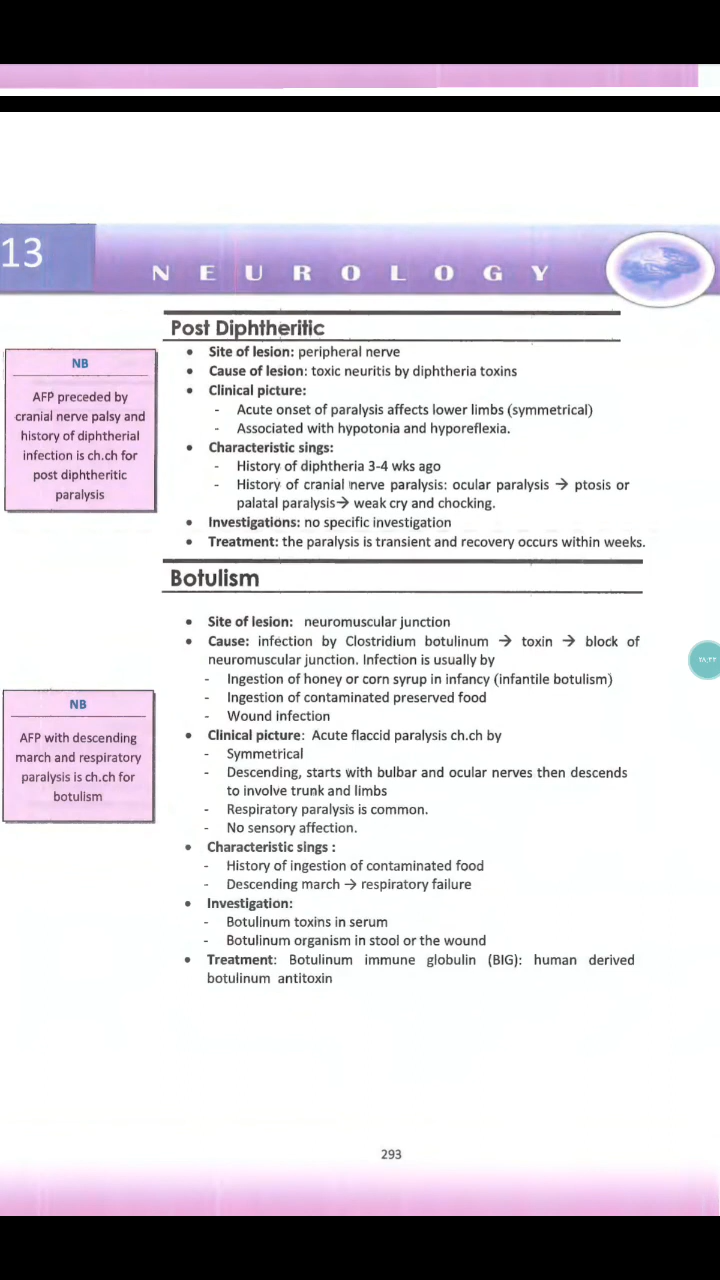 13
NEUROLOGY
Post Diphtheritic
• Site of lesion: peripheral nerve
• Cause of lesion: toxic neuritis by diphtheria toxins
• Clinical picture:
- Acute onset of paralysis affects lower limbs (symmetrical)
- Associated with hypotonia and hyporeflexia.
• Characteristic sings:
- History of diphtheria 3-4 wks ago
- History of cranial nerve paralysis: ocular paralysis → ptosis or
palatal paralysis→ weak cry and chocking.
• Investigations: no specific investigation
• Treatment: the paralysis is transient and recovery occurs within weeks.
NB
AFP preceded by
cranial nerve palsy and
history of diphtherial
infection is ch.ch for
post diphtheritic
paralysis
Botulism
• Site of lesion: neuromuscular junction
• Cause: infection by Clostridium botulinum → toxin → block of
neuromuscular junction. Infection is usually by
- Ingestion of honey or corn syrup in infancy (infantile botulism)
- Ingestion of contaminated preserved food
- Wound infection
• Clinical picture: Acute flaccid paralysis ch.ch by
- Symmetrical
- Descending, starts with bulbar and ocular nerves then descends
to involve trunk and limbs
- Respiratory paralysis is common.
- No sensory affection.
• Characteristic sings :
- History of ingestion of contaminated food
- Descending march → respiratory failure
• Investigation:
- Botulinum toxins in serum
- Botulinum organism in stool or the wound
• Treatment: Botulinum immune globulin (BIG): human derived
botulinum antitoxin
NB
AFP with descending
march and respiratory
paralysis is ch.ch for
botulism
293